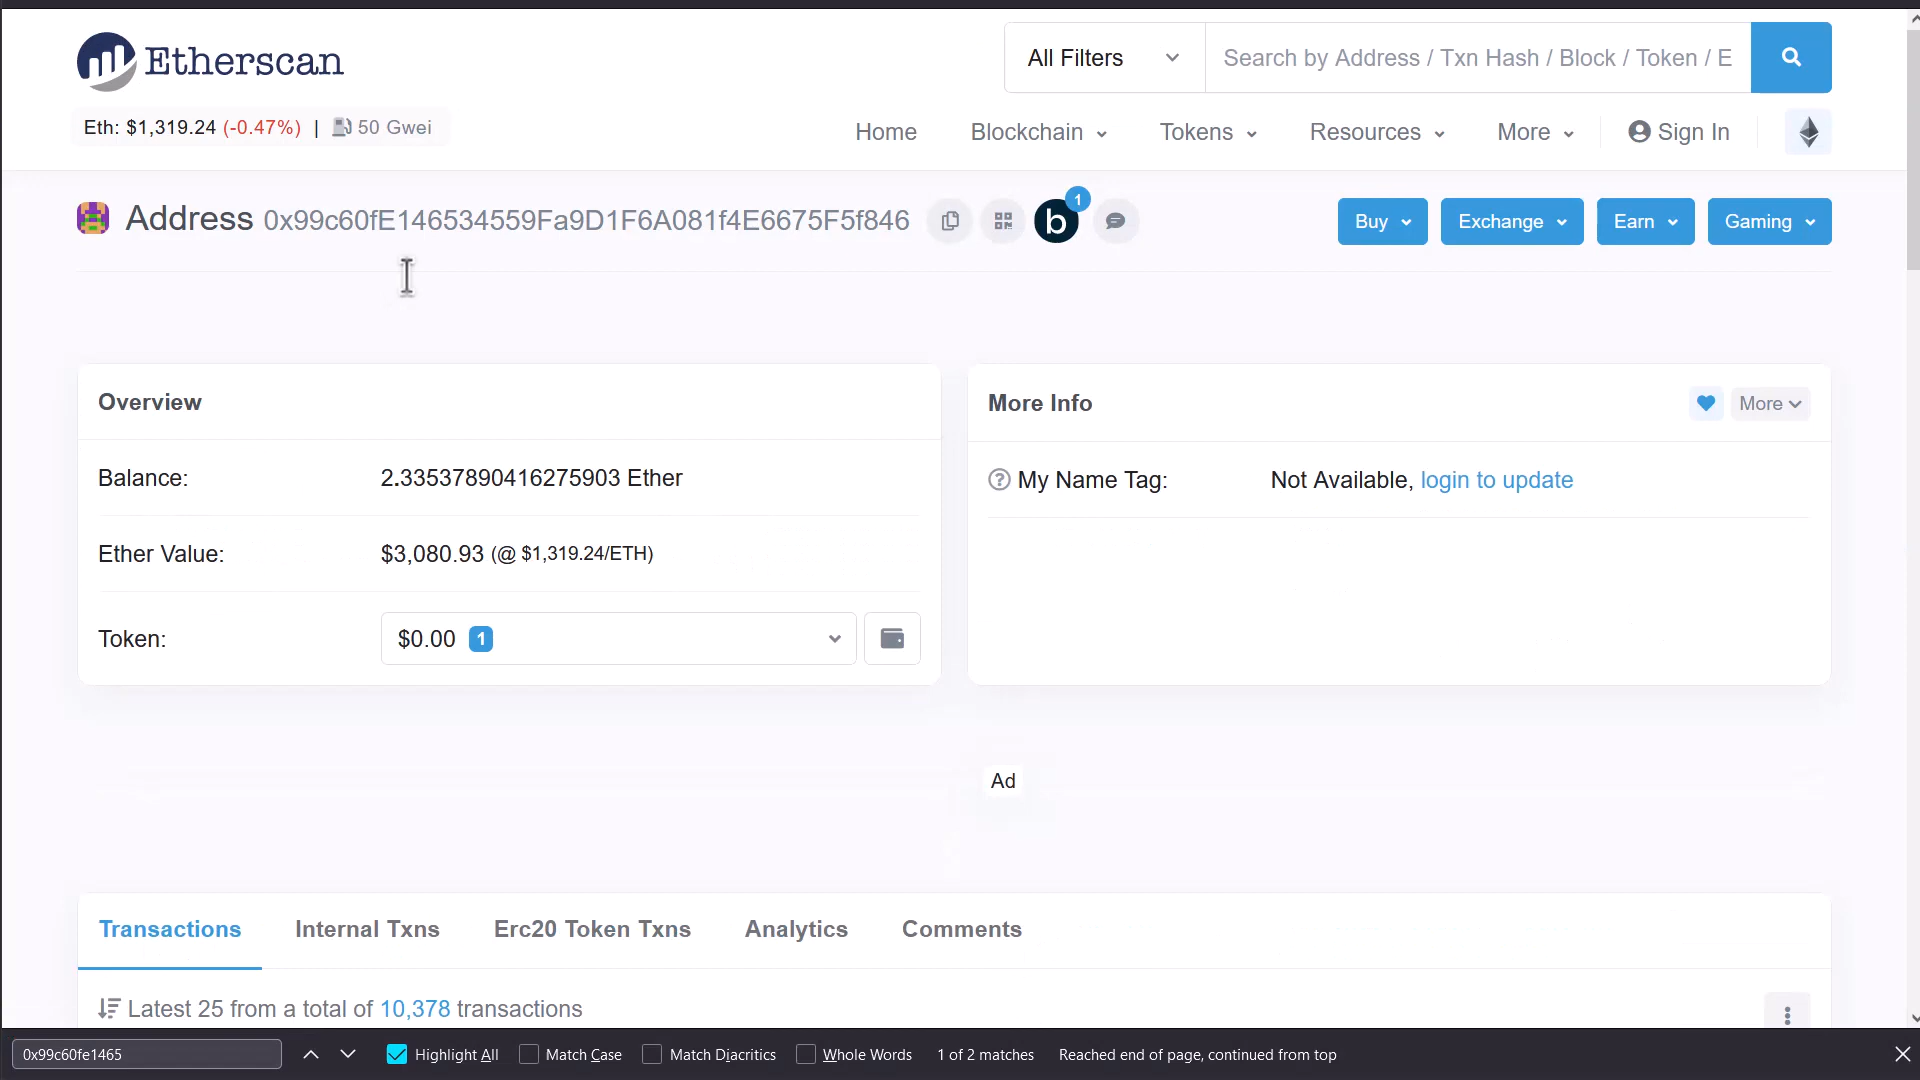 Etherscan
All Filters
Search by Address / Txn Hash / Block / Token / E
Eth: $1,319.24 (-0.47%) | 50 Gwei
Home Blockchain Tokens Resources More Sign In
Address 0x99c60fE146534559Fa9D1F6A081f4E6675F5f846
b 1
Buy Exchange Earn Gaming
Overview
Balance: 2.33537890416275903 Ether
Ether Value: $3,080.93 (@ $1,319.24/ETH)
Token: $0.00 1
More Info
More
My Name Tag: Not Available, login to update
Ad
Transactions Internal Txns Erc20 Token Txns Analytics Comments
Latest 25 from a total of 10,378 transactions
0x99c60fe1465 Highlight All Match Case Match Diacritics Whole Words 1 of 2 matches Reached end of page, continued from top